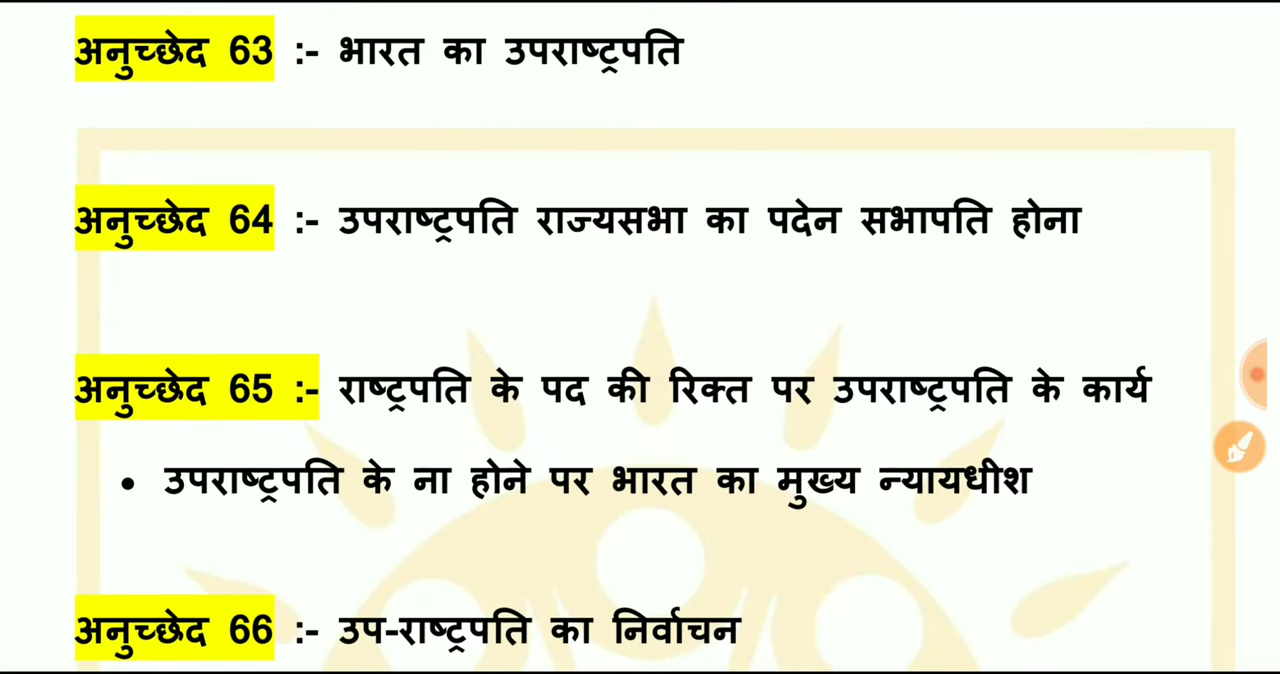 अनुच्छेद 63 :- भारत का उपराष्ट्रपति
अनुच्छेद 64 :- उपराष्ट्रपति राज्यसभा का पदेन सभापति होना
अनुच्छेद 65 :- राष्ट्रपति के पद की रिक्त पर उपराष्ट्रपति के कार्य
• उपराष्ट्रपति के ना होने पर भारत का मुख्य न्यायधीश
अनुच्छेद 66 :- उप-राष्ट्रपति का निर्वाचन